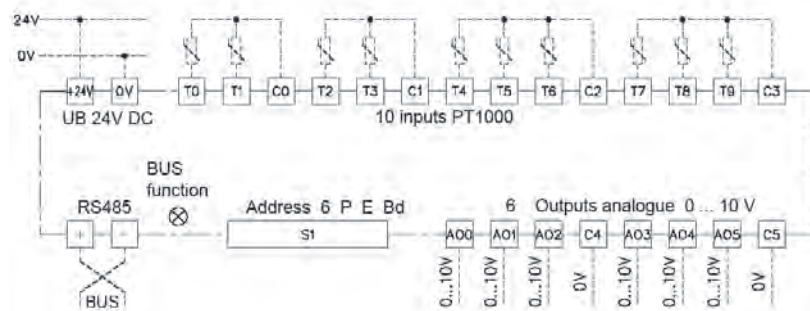 24V
0V
+24V 0V T0 T1 C0 T2 T3 C1 T4 T5 T6 C2 T7 T8 T9 C3
UB 24V DC
10 inputs PT1000
BUS
function
RS485
Address 6 P E Bd
6 Outputs analogue 0 ... 10 V
+ - S1 AO0 AO1 AO2 C4 AO3 AO4 AO5 C5
0...10V 0...10V 0...10V 0V 0...10V 0...10V 0...10V 0V
BUS